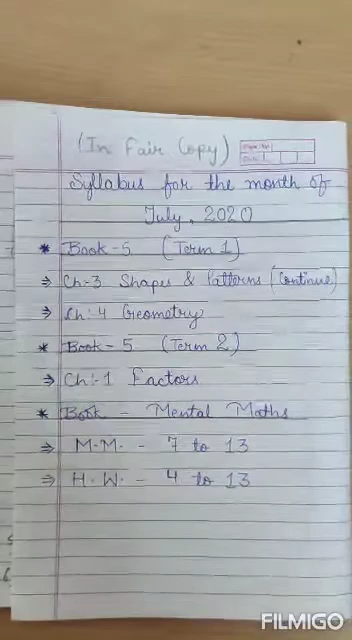 (In Fair Copy)
Syllabus for the month of
July, 2020
* Book-5 (Term 1)
⇒ Ch:-3 Shapes & Patterns (Continue)
⇒ Ch:-4 Geometry
* Book-5 (Term 2)
⇒ Ch:-1 Factors
* Book - Mental Maths
⇒ M.M. - 7 to 13
⇒ H.W. - 4 to 13
FILMIGO